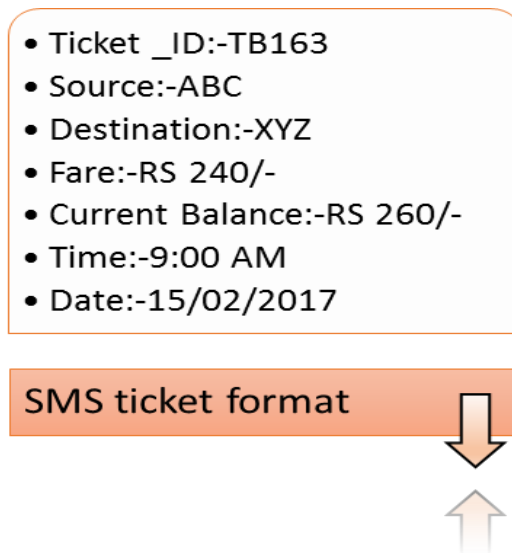 • Ticket _ID:-TB163
• Source:-ABC
• Destination:-XYZ
• Fare:-RS 240/-
• Current Balance:-RS 260/-
• Time:-9:00 AM
• Date:-15/02/2017
SMS ticket format